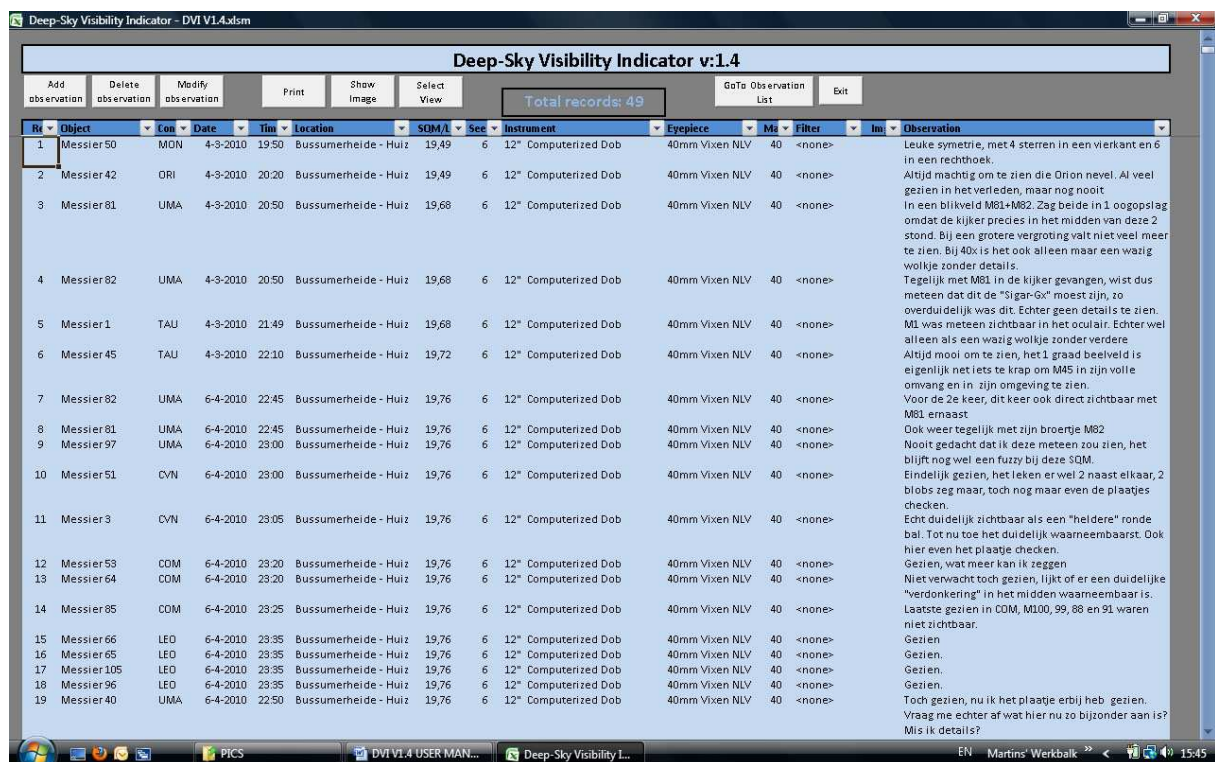 Deep-Sky Visibility Indicator - DVI V1.4.xlsm
Deep-Sky Visibility Indicator v:1.4
Add observation Delete observation Modify observation Print Show Image Select View Total records: 49 GoTo Observation List Exit
Re Object Con Date Tim Location SQM/L See Instrument Eyepiece Ma Filter Im Observation
1 Messier 50 MON 4-3-2010 19:50 Bussumerheide - Huiz 19,49 6 12" Computerized Dob 40mm Vixen NLV 40 <none> Leuke symetrie, met 4 sterren in een vierkant en 6
in een rechthoek.
2 Messier 42 ORI 4-3-2010 20:20 Bussumerheide - Huiz 19,49 6 12" Computerized Dob 40mm Vixen NLV 40 <none> Altijd machtig om te zien die Orion nevel. Al veel
gezien in het verleden, maar nog nooit
3 Messier 81 UMA 4-3-2010 20:50 Bussumerheide - Huiz 19,68 6 12" Computerized Dob 40mm Vixen NLV 40 <none> In een blikveld M81+M82. Zag beide in 1 oogopslag
omdat de kijker precies in het midden van deze 2
stond. Bij een grotere vergroting valt niet veel meer
te zien. Bij 40x is het ook alleen maar een wazig
wolkje zonder details.
4 Messier 82 UMA 4-3-2010 20:50 Bussumerheide - Huiz 19,68 6 12" Computerized Dob 40mm Vixen NLV 40 <none> Tegelijk met M81 in de kijker gevangen, wist dus
meteen dat dit de "Sigar-Gx" moest zijn, zo
overduidelijk was dit. Echter geen details te zien.
5 Messier 1 TAU 4-3-2010 21:49 Bussumerheide - Huiz 19,68 6 12" Computerized Dob 40mm Vixen NLV 40 <none> M1 was meteen zichtbaar in het oculair. Echter wel
alleen als een wazig wolkje zonder verdere
6 Messier 45 TAU 4-3-2010 22:10 Bussumerheide - Huiz 19,72 6 12" Computerized Dob 40mm Vixen NLV 40 <none> Altijd mooi om te zien, het 1 graad beelveld is
eigenlijk net iets te krap om M45 in zijn volle
omvang en in zijn omgeving te zien.
7 Messier 82 UMA 6-4-2010 22:45 Bussumerheide - Huiz 19,76 6 12" Computerized Dob 40mm Vixen NLV 40 <none> Voor de 2e keer, dit keer ook direct zichtbaar met
M81 ernaast
8 Messier 81 UMA 6-4-2010 22:45 Bussumerheide - Huiz 19,76 6 12" Computerized Dob 40mm Vixen NLV 40 <none> Ook weer tegelijk met zijn broertje M82
9 Messier 97 UMA 6-4-2010 23:00 Bussumerheide - Huiz 19,76 6 12" Computerized Dob 40mm Vixen NLV 40 <none> Nooit gedacht dat ik deze meteen zou zien, het
blijft nog wel een fuzzy bij deze SQM.
10 Messier 51 CVN 6-4-2010 23:00 Bussumerheide - Huiz 19,76 6 12" Computerized Dob 40mm Vixen NLV 40 <none> Eindelijk gezien, het leken er wel 2 naast elkaar, 2
blobs zeg maar, toch nog maar even de plaatjes
checken.
11 Messier 3 CVN 6-4-2010 23:05 Bussumerheide - Huiz 19,76 6 12" Computerized Dob 40mm Vixen NLV 40 <none> Echt duidelijk zichtbaar als een "heldere" ronde
bal. Tot nu toe het duidelijk waarneembaarst. Ook
hier even het plaatje checken.
12 Messier 53 COM 6-4-2010 23:20 Bussumerheide - Huiz 19,76 6 12" Computerized Dob 40mm Vixen NLV 40 <none> Gezien, wat meer kan ik zeggen
13 Messier 64 COM 6-4-2010 23:20 Bussumerheide - Huiz 19,76 6 12" Computerized Dob 40mm Vixen NLV 40 <none> Niet verwacht toch gezien, lijkt of er een duidelijke
"verdonkering" in het midden waarneembaar is.
14 Messier 85 COM 6-4-2010 23:25 Bussumerheide - Huiz 19,76 6 12" Computerized Dob 40mm Vixen NLV 40 <none> Laatste gezien in COM, M100, 99, 88 en 91 waren
niet zichtbaar.
15 Messier 66 LEO 6-4-2010 23:35 Bussumerheide - Huiz 19,76 6 12" Computerized Dob 40mm Vixen NLV 40 <none> Gezien
16 Messier 65 LEO 6-4-2010 23:35 Bussumerheide - Huiz 19,76 6 12" Computerized Dob 40mm Vixen NLV 40 <none> Gezien.
17 Messier 105 LEO 6-4-2010 23:35 Bussumerheide - Huiz 19,76 6 12" Computerized Dob 40mm Vixen NLV 40 <none> Gezien.
18 Messier 96 LEO 6-4-2010 23:35 Bussumerheide - Huiz 19,76 6 12" Computerized Dob 40mm Vixen NLV 40 <none> Gezien.
19 Messier 40 UMA 6-4-2010 22:50 Bussumerheide - Huiz 19,76 6 12" Computerized Dob 40mm Vixen NLV 40 <none> Toch gezien, nu ik het plaatje erbij heb gezien.
Vraag me echter af wat hier nu zo bijzonder aan is?
Mis ik details?
PICS DVI V1.4 USER MAN... Deep-Sky Visibility I... EN Martins' Werkbalk 15:45